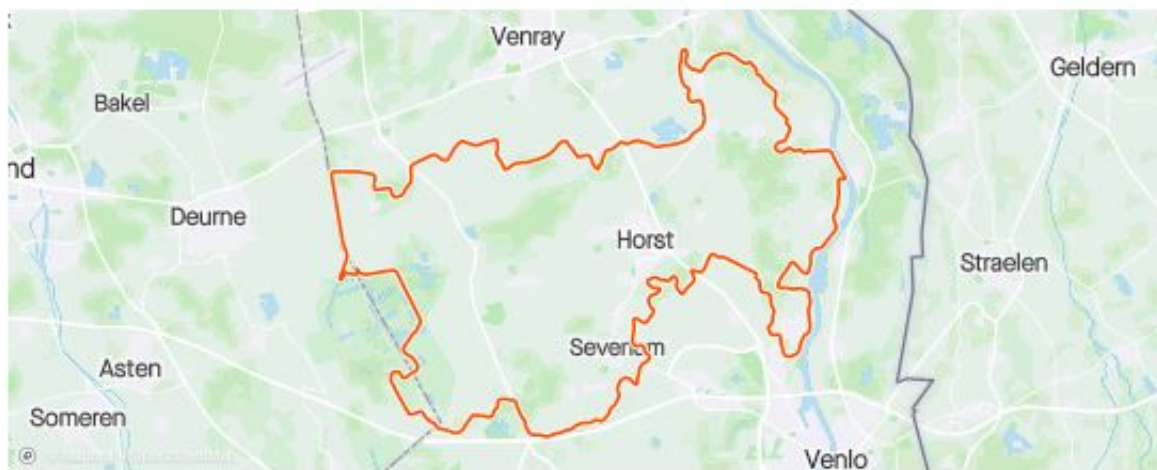 Venray
Geldern
Bakel
nd
Deurne
Horst
Straelen
Sevenum
Asten
Someren
Venlo